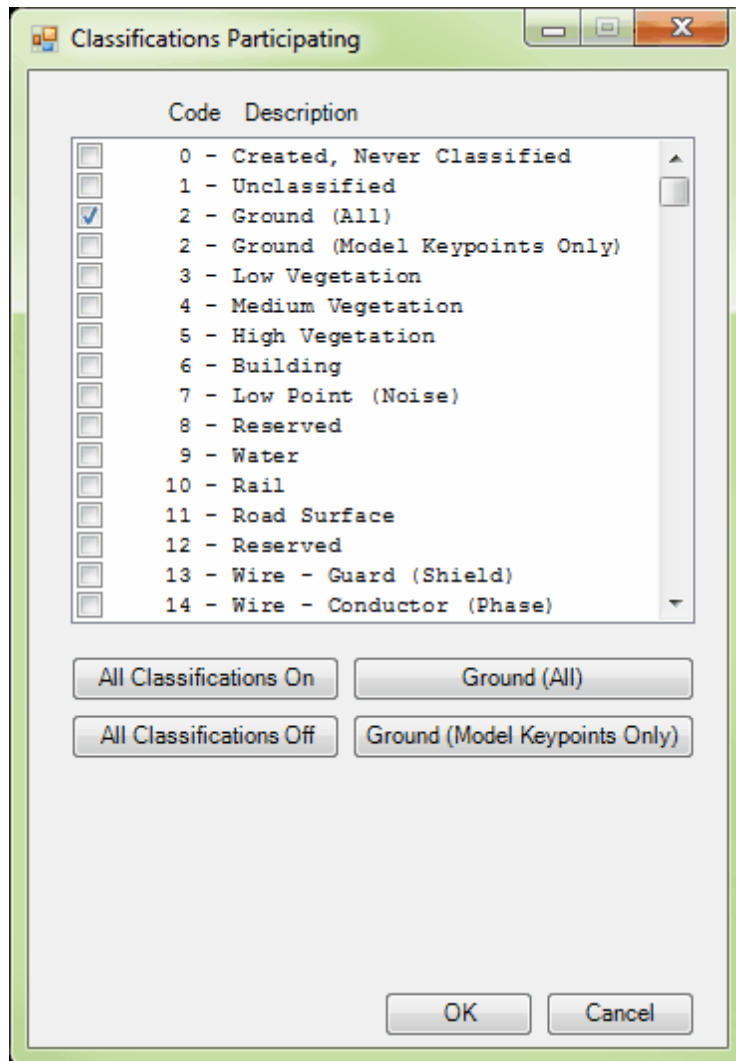 Classifications Participating
Code Description
0 - Created, Never Classified
1 - Unclassified
2 - Ground (All)
2 - Ground (Model Keypoints Only)
3 - Low Vegetation
4 - Medium Vegetation
5 - High Vegetation
6 - Building
7 - Low Point (Noise)
8 - Reserved
9 - Water
10 - Rail
11 - Road Surface
12 - Reserved
13 - Wire - Guard (Shield)
14 - Wire - Conductor (Phase)
All Classifications On Ground (All)
All Classifications Off Ground (Model Keypoints Only)
OK Cancel